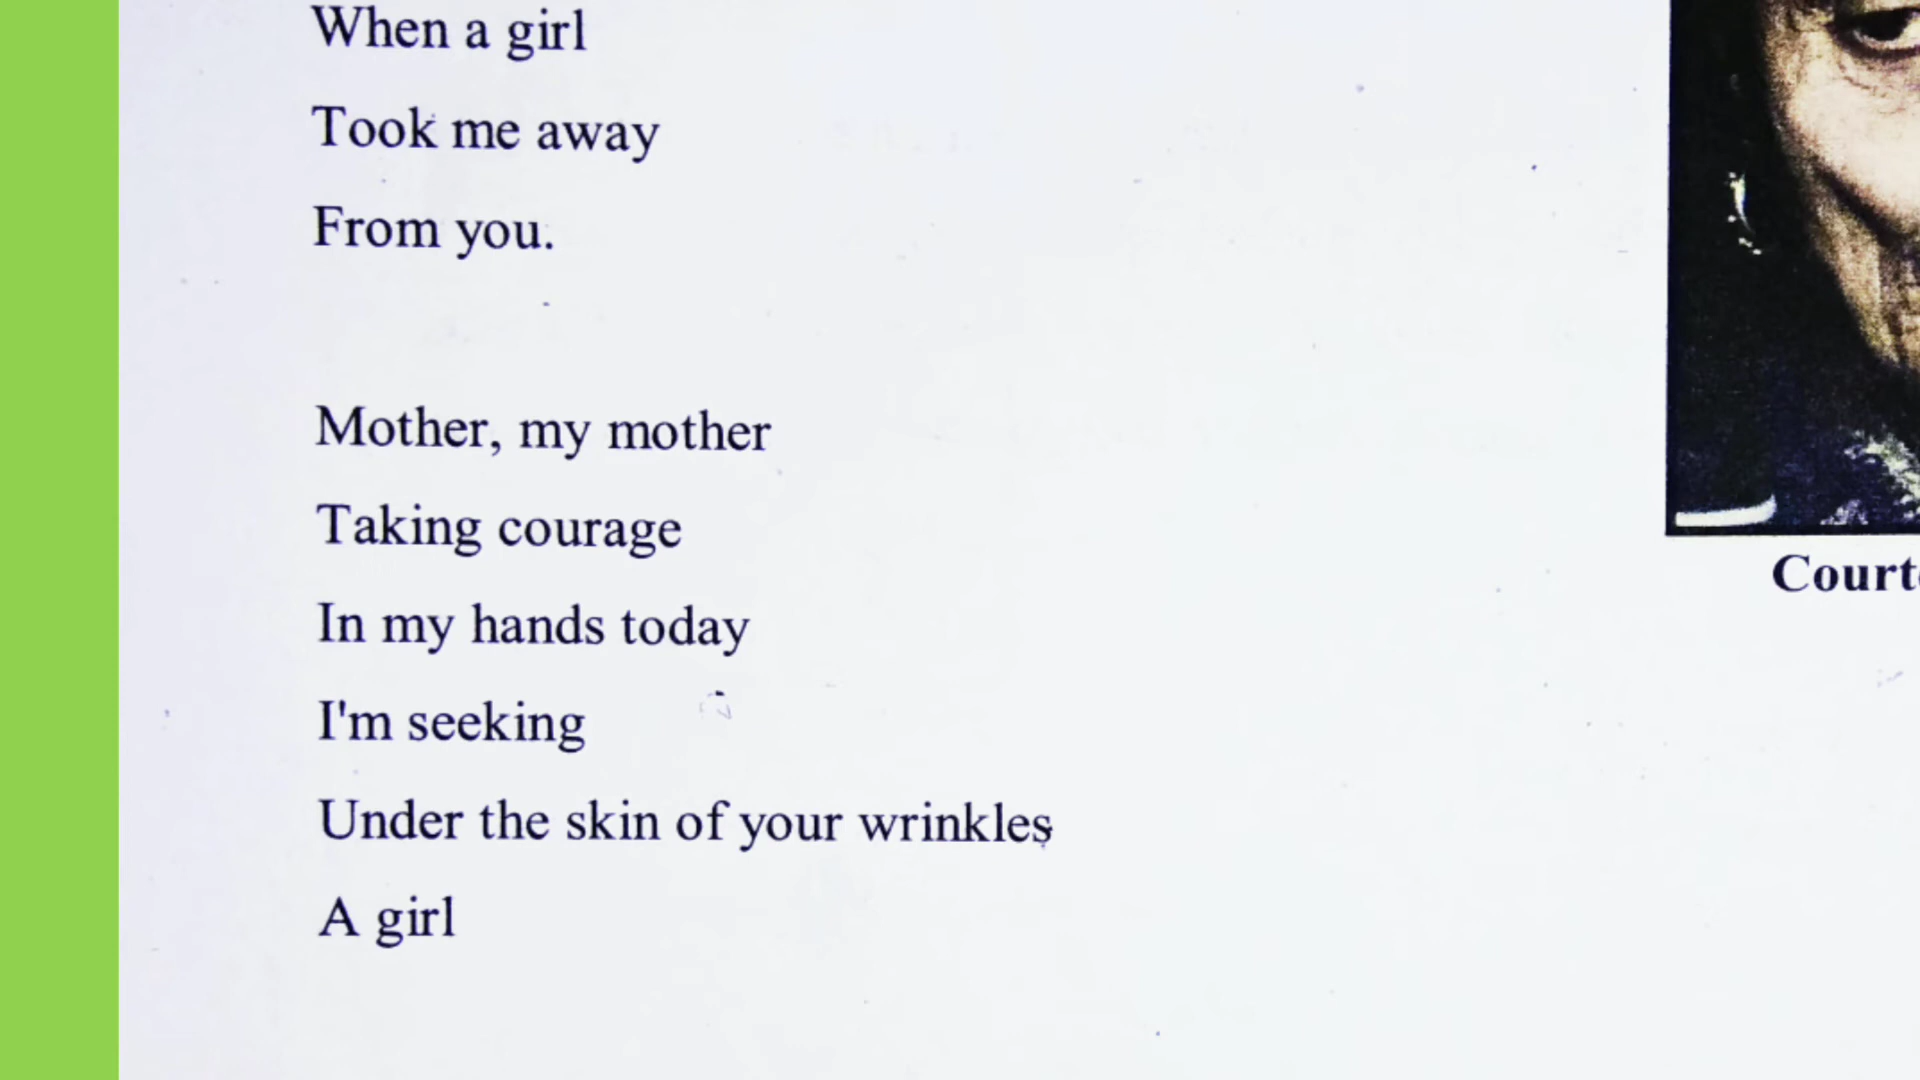 When a girl
Took me away
From you.
Mother, my mother
Taking courage
In my hands today
I'm seeking
Under the skin of your wrinkles
A girl